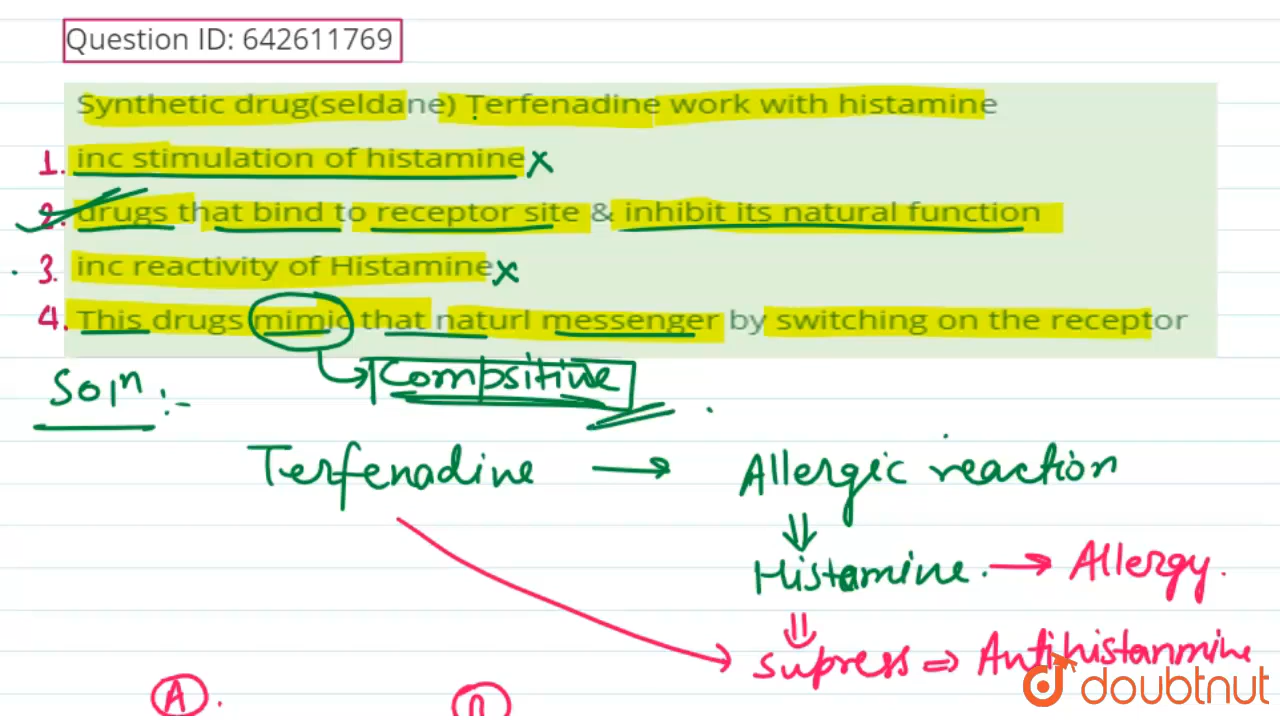 Question ID: 642611769
Synthetic drug(seldane) Terfenadine work with histamine
1. inc stimulation of histamine x
2. drugs that bind to receptor site & inhibit its natural function
3. inc reactivity of Histamine x
4. This drugs mimic that naturl messenger by switching on the receptor
Compsitive
Solⁿ :-
Terfenadine → Allergic reaction
⇓
Histamine. → Allergy.
⇓
supress ⇒ Antihistanmine
doubtnut
A.